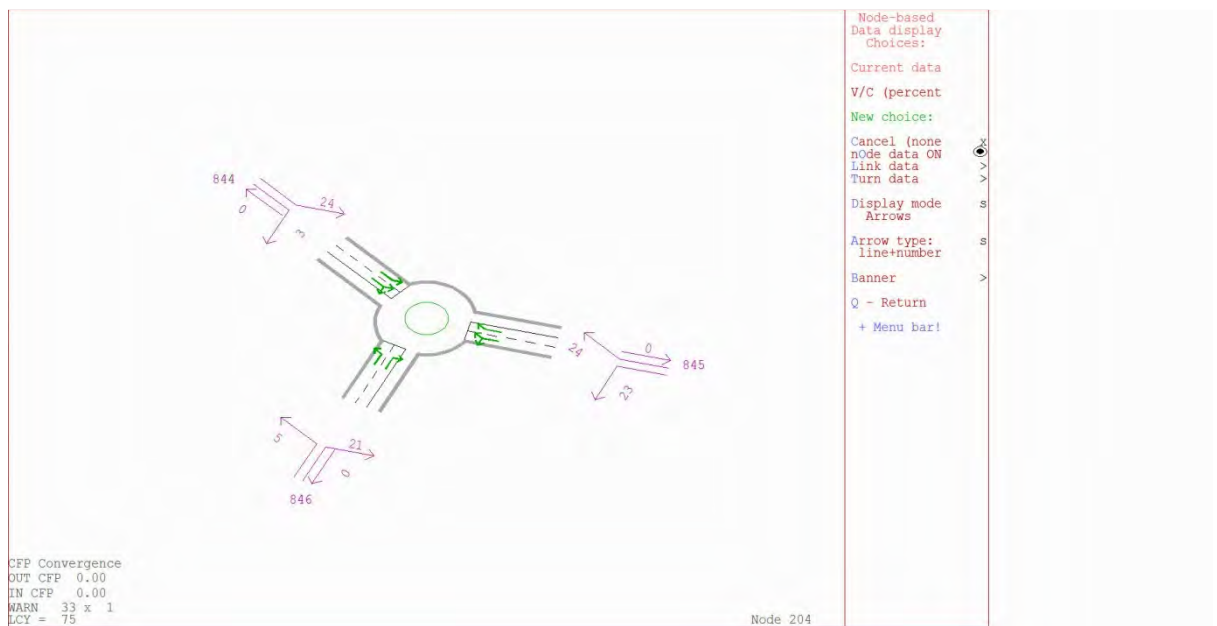 Node-based
Data display
Choices:
Current data
V/C (percent
New choice:
Cancel (none x
nOde data ON
Link data >
Turn data >
Display mode s
Arrows
Arrow type: s
line+number
Banner >
Q - Return
+ Menu bar!
844
24
0
3
24
0
845
23
5
21
0
846
CFP Convergence
OUT CFP 0.00
IN CFP 0.00
WARN 33 x 1
LCY = 75
Node 204